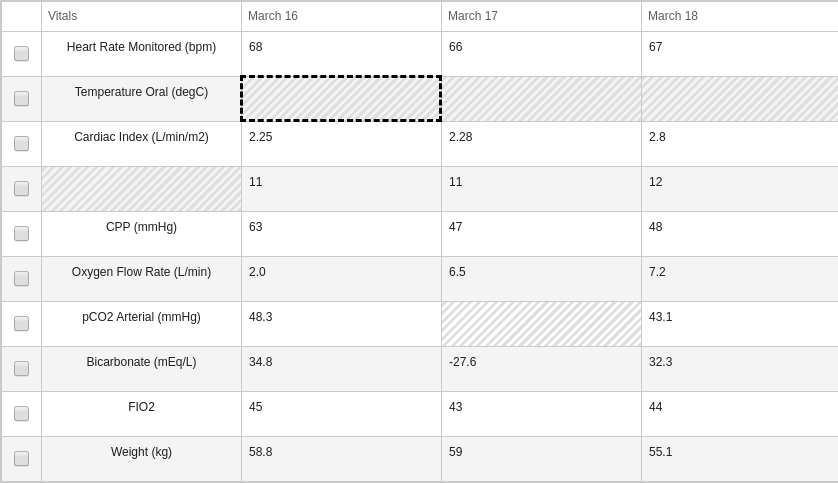 Vitals March 16 March 17 March 18
Heart Rate Monitored (bpm) 68 66 67
Temperature Oral (degC)
Cardiac Index (L/min/m2) 2.25 2.28 2.8
11 11 12
CPP (mmHg) 63 47 48
Oxygen Flow Rate (L/min) 2.0 6.5 7.2
pCO2 Arterial (mmHg) 48.3 43.1
Bicarbonate (mEq/L) 34.8 -27.6 32.3
FIO2 45 43 44
Weight (kg) 58.8 59 55.1